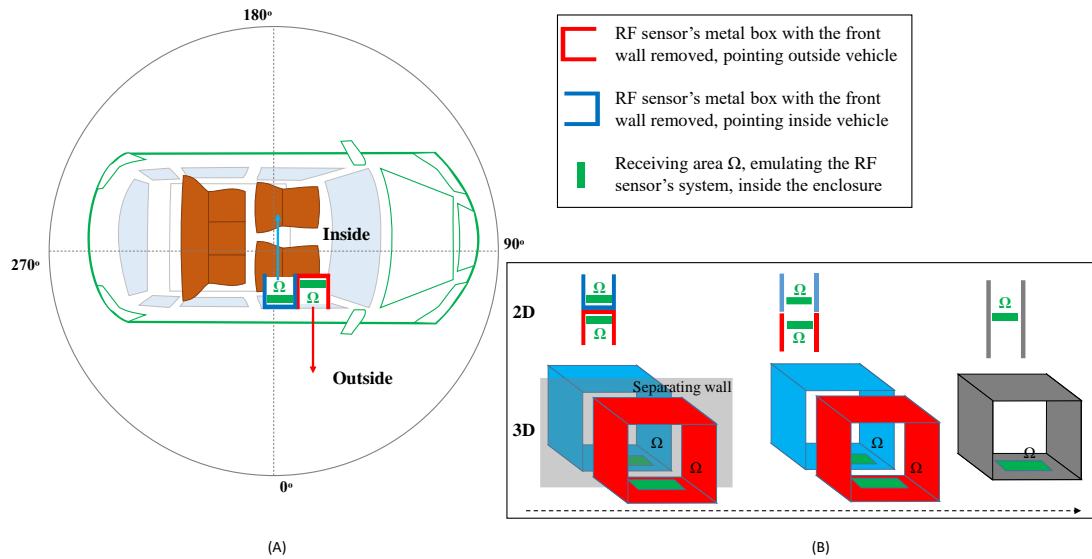 180°
RF sensor's metal box with the front
wall removed, pointing outside vehicle
RF sensor's metal box with the front
wall removed, pointing inside vehicle
Receiving area Ω, emulating the RF
sensor's system, inside the enclosure
Inside
90°
270°
Ω
Ω
Outside
0°
2D
Ω
Ω
Ω
Ω
Ω
Separating wall
3D
Ω
Ω
Ω
Ω
Ω
(A)
(B)